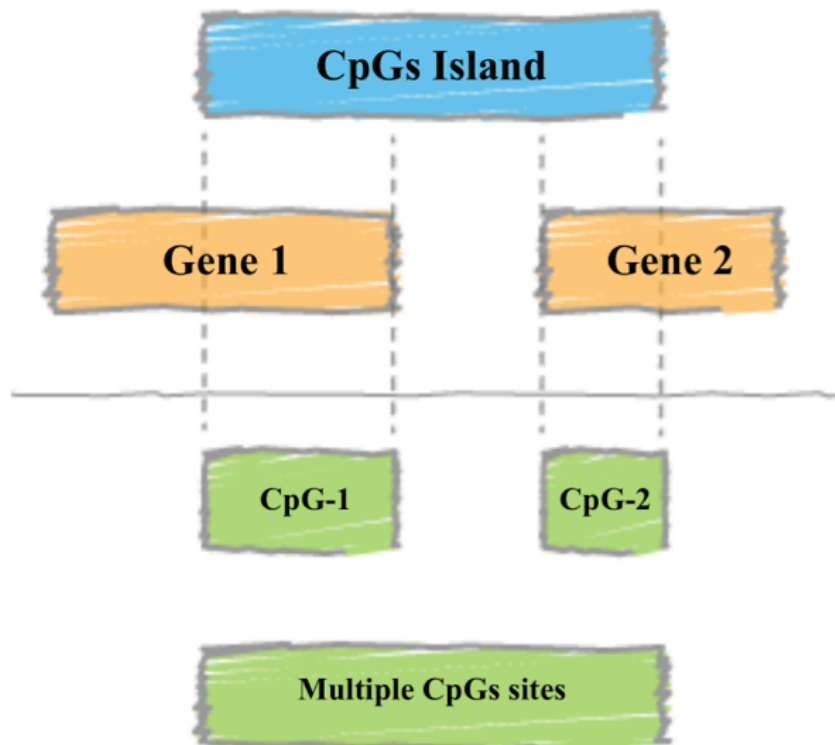 CpGs Island
Gene 1
Gene 2
CpG-1
CpG-2
Multiple CpGs sites